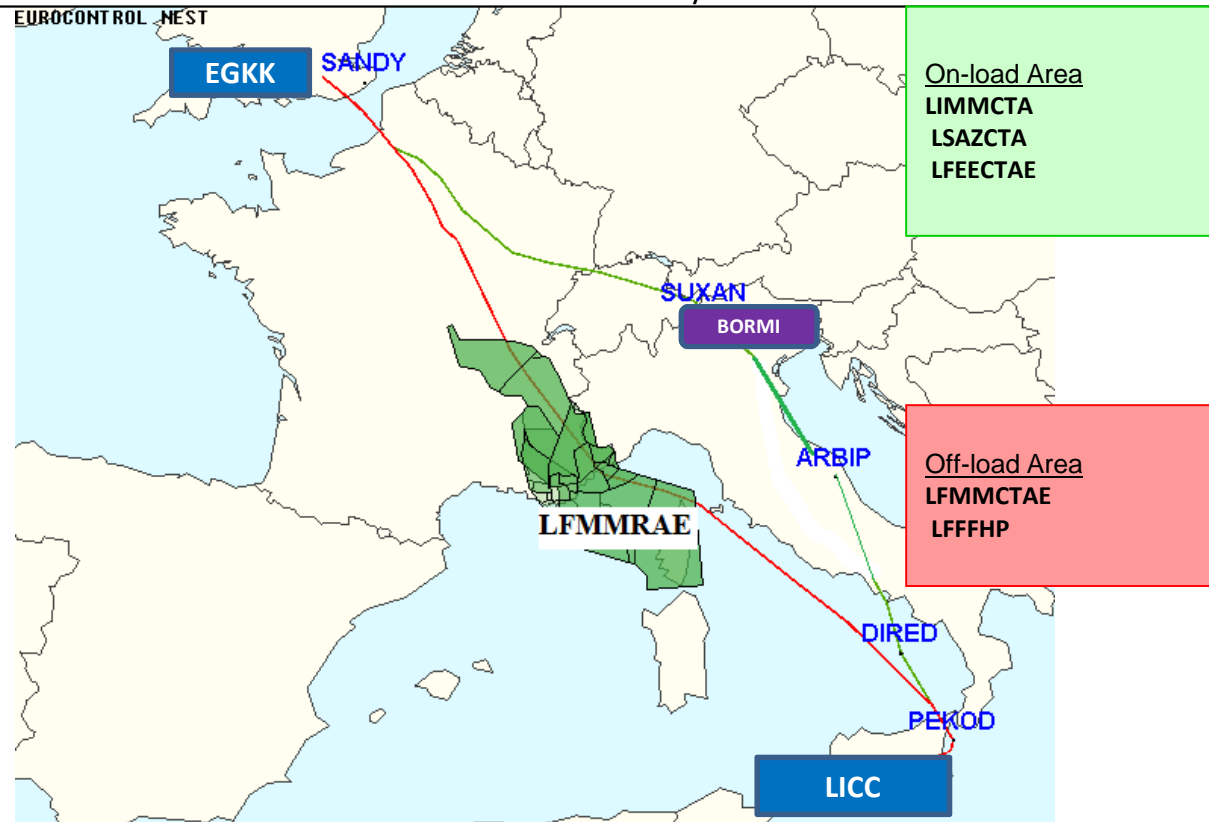 EUROCONTROL NEST
EGKK
SANDY
On-load Area
LIMMCTA
LSAZCTA
LFEECTAE
SUXAN
BORMI
ARBIP
Off-load Area
LFMMCTAE
LFFFHP
LFMMRAE
DIRED
PEKOD
LICC